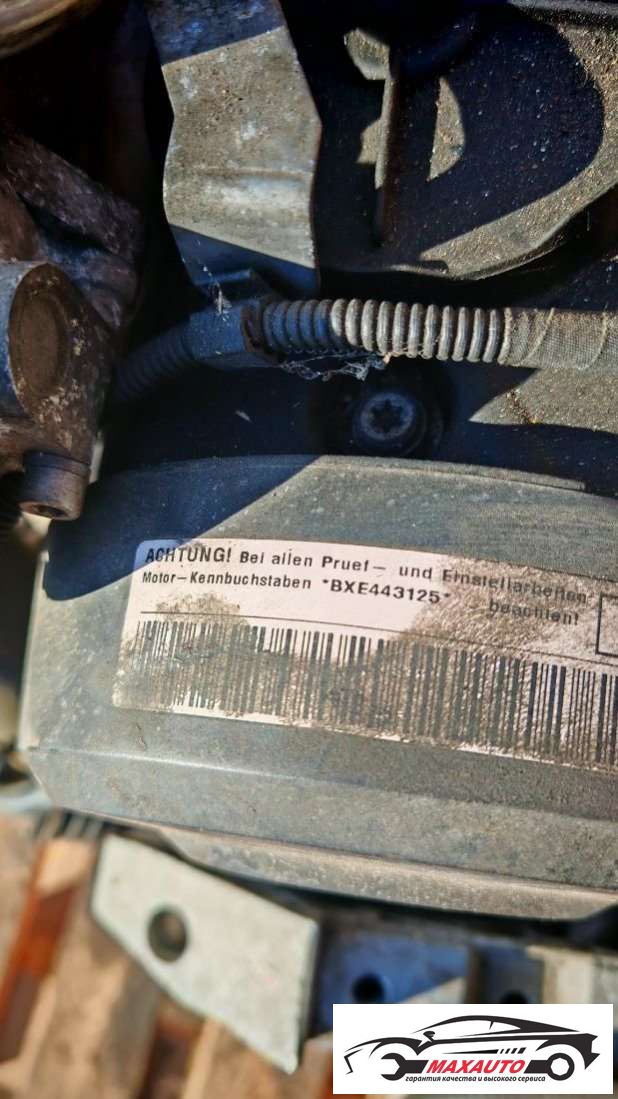 ACHTUNG! Bei allen Pruef- und Einstellarbeiten
Motor-Kennbuchstaben *BXE443125* beachten!
MAXAUTO
гарантия качества и высокого сервиса